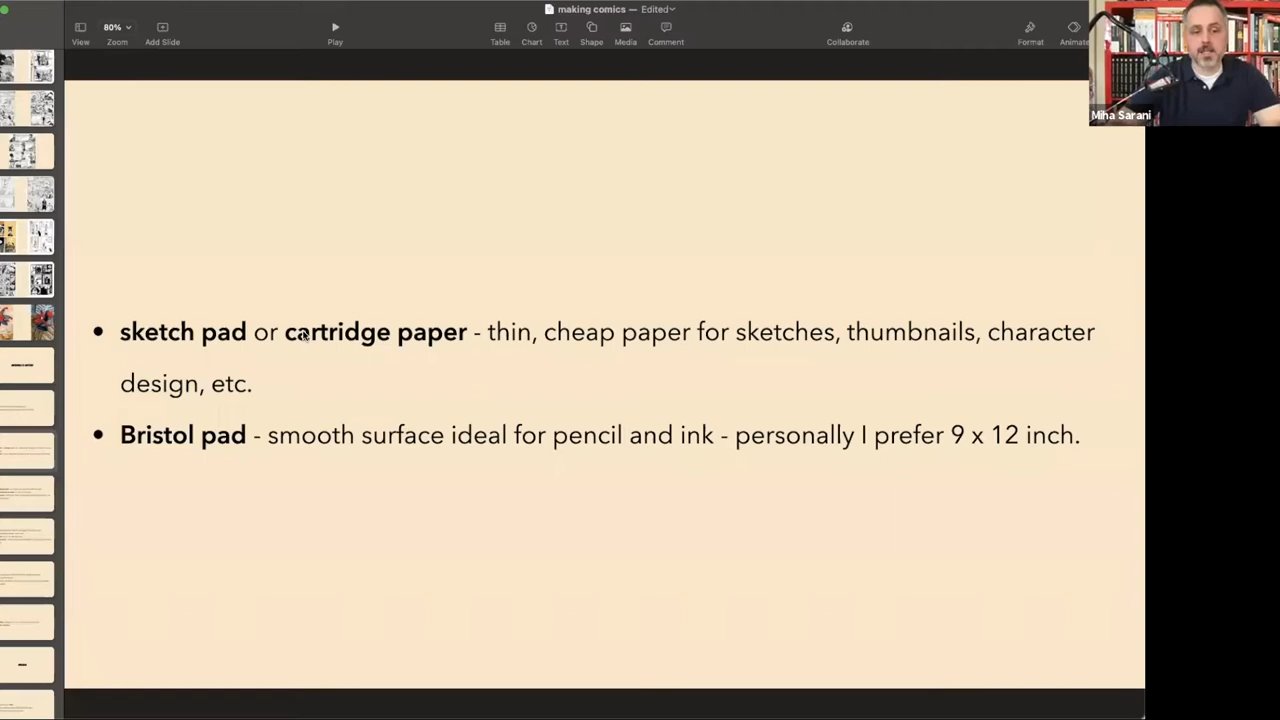 making comics — Edited
80%
View
Zoom
Add Slide
Play
Table
Chart
Text
Shape
Media
Comment
Collaborate
Format
Animate
Miha Sarani
• sketch pad or cartridge paper - thin, cheap paper for sketches, thumbnails, character
design, etc.
• Bristol pad - smooth surface ideal for pencil and ink - personally I prefer 9 x 12 inch.